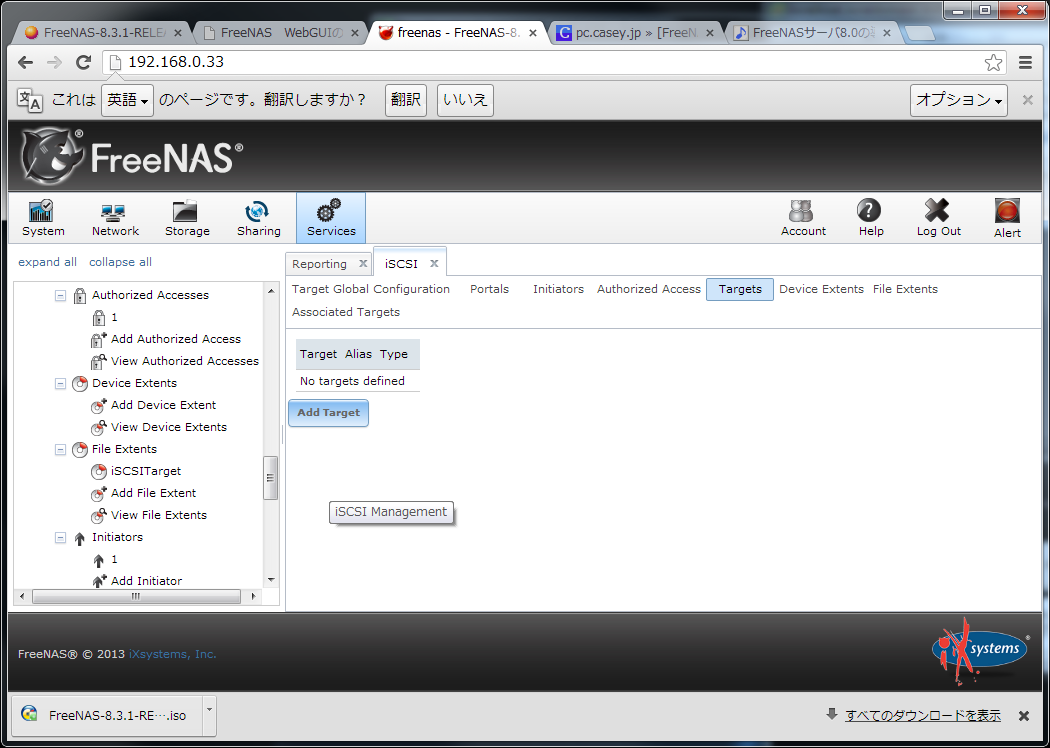 FreeNAS-8.3.1-RELEA
FreeNAS WebGUIの
freenas - FreeNAS-8.
pc.casey.jp » [FreeN
FreeNASサーバ8.0の
192.168.0.33
これは 英語 のページです。翻訳しますか？ 翻訳 いいえ オプション
FreeNAS®
System Network Storage Sharing Services Account Help Log Out Alert
expand all collapse all
Reporting iSCSI
Target Global Configuration Portals Initiators Authorized Access Targets Device Extents File Extents
Associated Targets
Authorized Accesses
1
Add Authorized Access
View Authorized Accesses
Device Extents
Add Device Extent
View Device Extents
File Extents
iSCSITarget
Add File Extent
View File Extents
Initiators
1
Add Initiator
Target Alias Type
No targets defined
Add Target
iSCSI Management
FreeNAS® © 2013 iXsystems, Inc.
iXsystems®
FreeNAS-8.3.1-RE….iso
すべてのダウンロードを表示